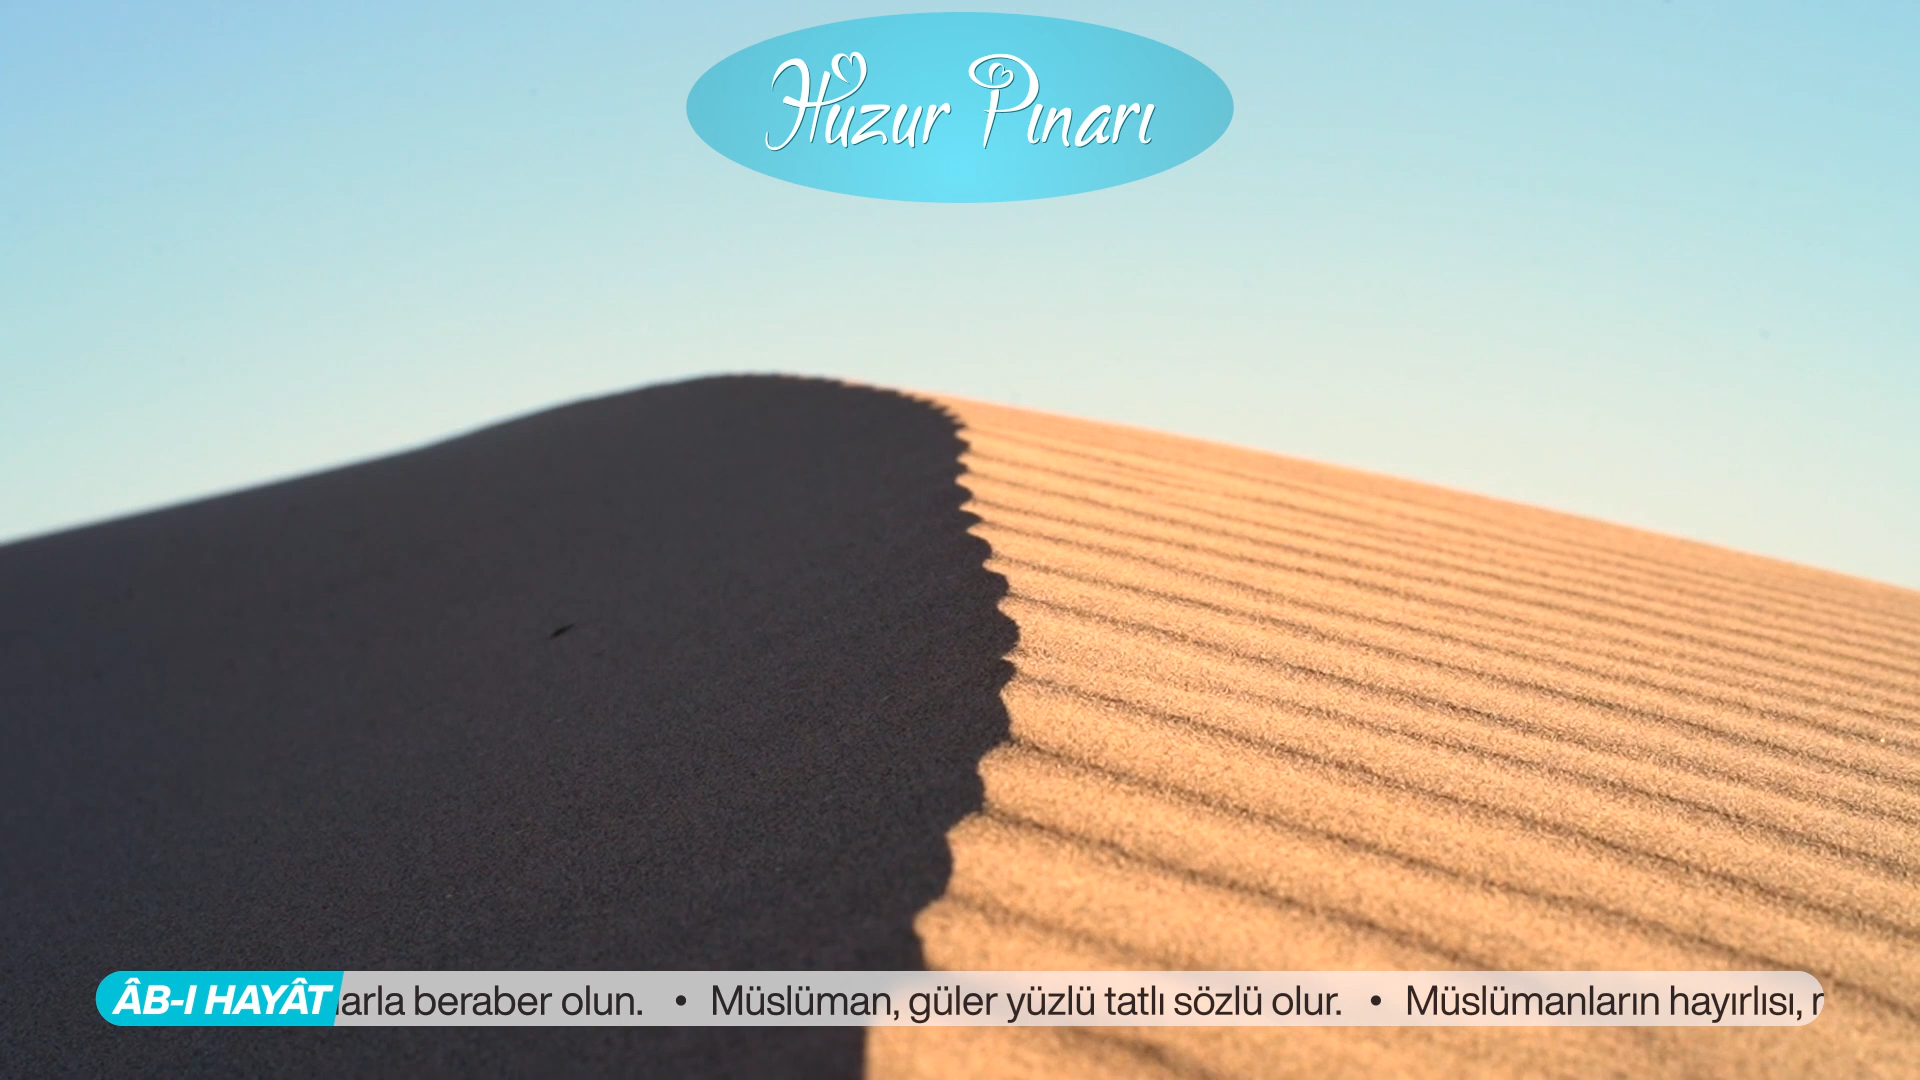 Huzur Pınarı
ÂB-I HAYÂT
arla beraber olun. • Müslüman, güler yüzlü tatlı sözlü olur. • Müslümanların hayırlısı,